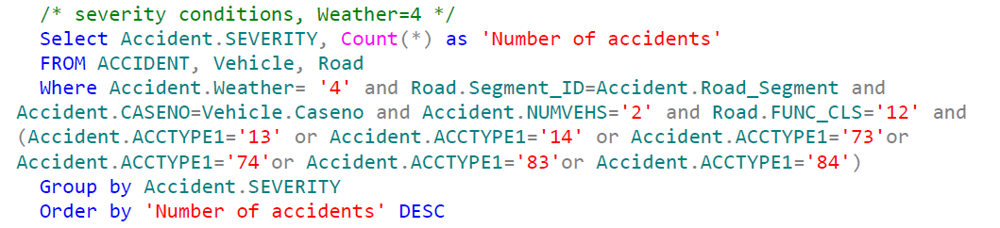 /* severity conditions, Weather=4 */
Select Accident.SEVERITY, Count(*) as 'Number of accidents'
FROM ACCIDENT, Vehicle, Road
Where Accident.Weather= '4' and Road.Segment_ID=Accident.Road_Segment and
Accident.CASENO=Vehicle.Caseno and Accident.NUMVEHS='2' and Road.FUNC_CLS='12' and
(Accident.ACCTYPE1='13' or Accident.ACCTYPE1='14' or Accident.ACCTYPE1='73'or
Accident.ACCTYPE1='74'or Accident.ACCTYPE1='83'or Accident.ACCTYPE1='84')
Group by Accident.SEVERITY
Order by 'Number of accidents' DESC